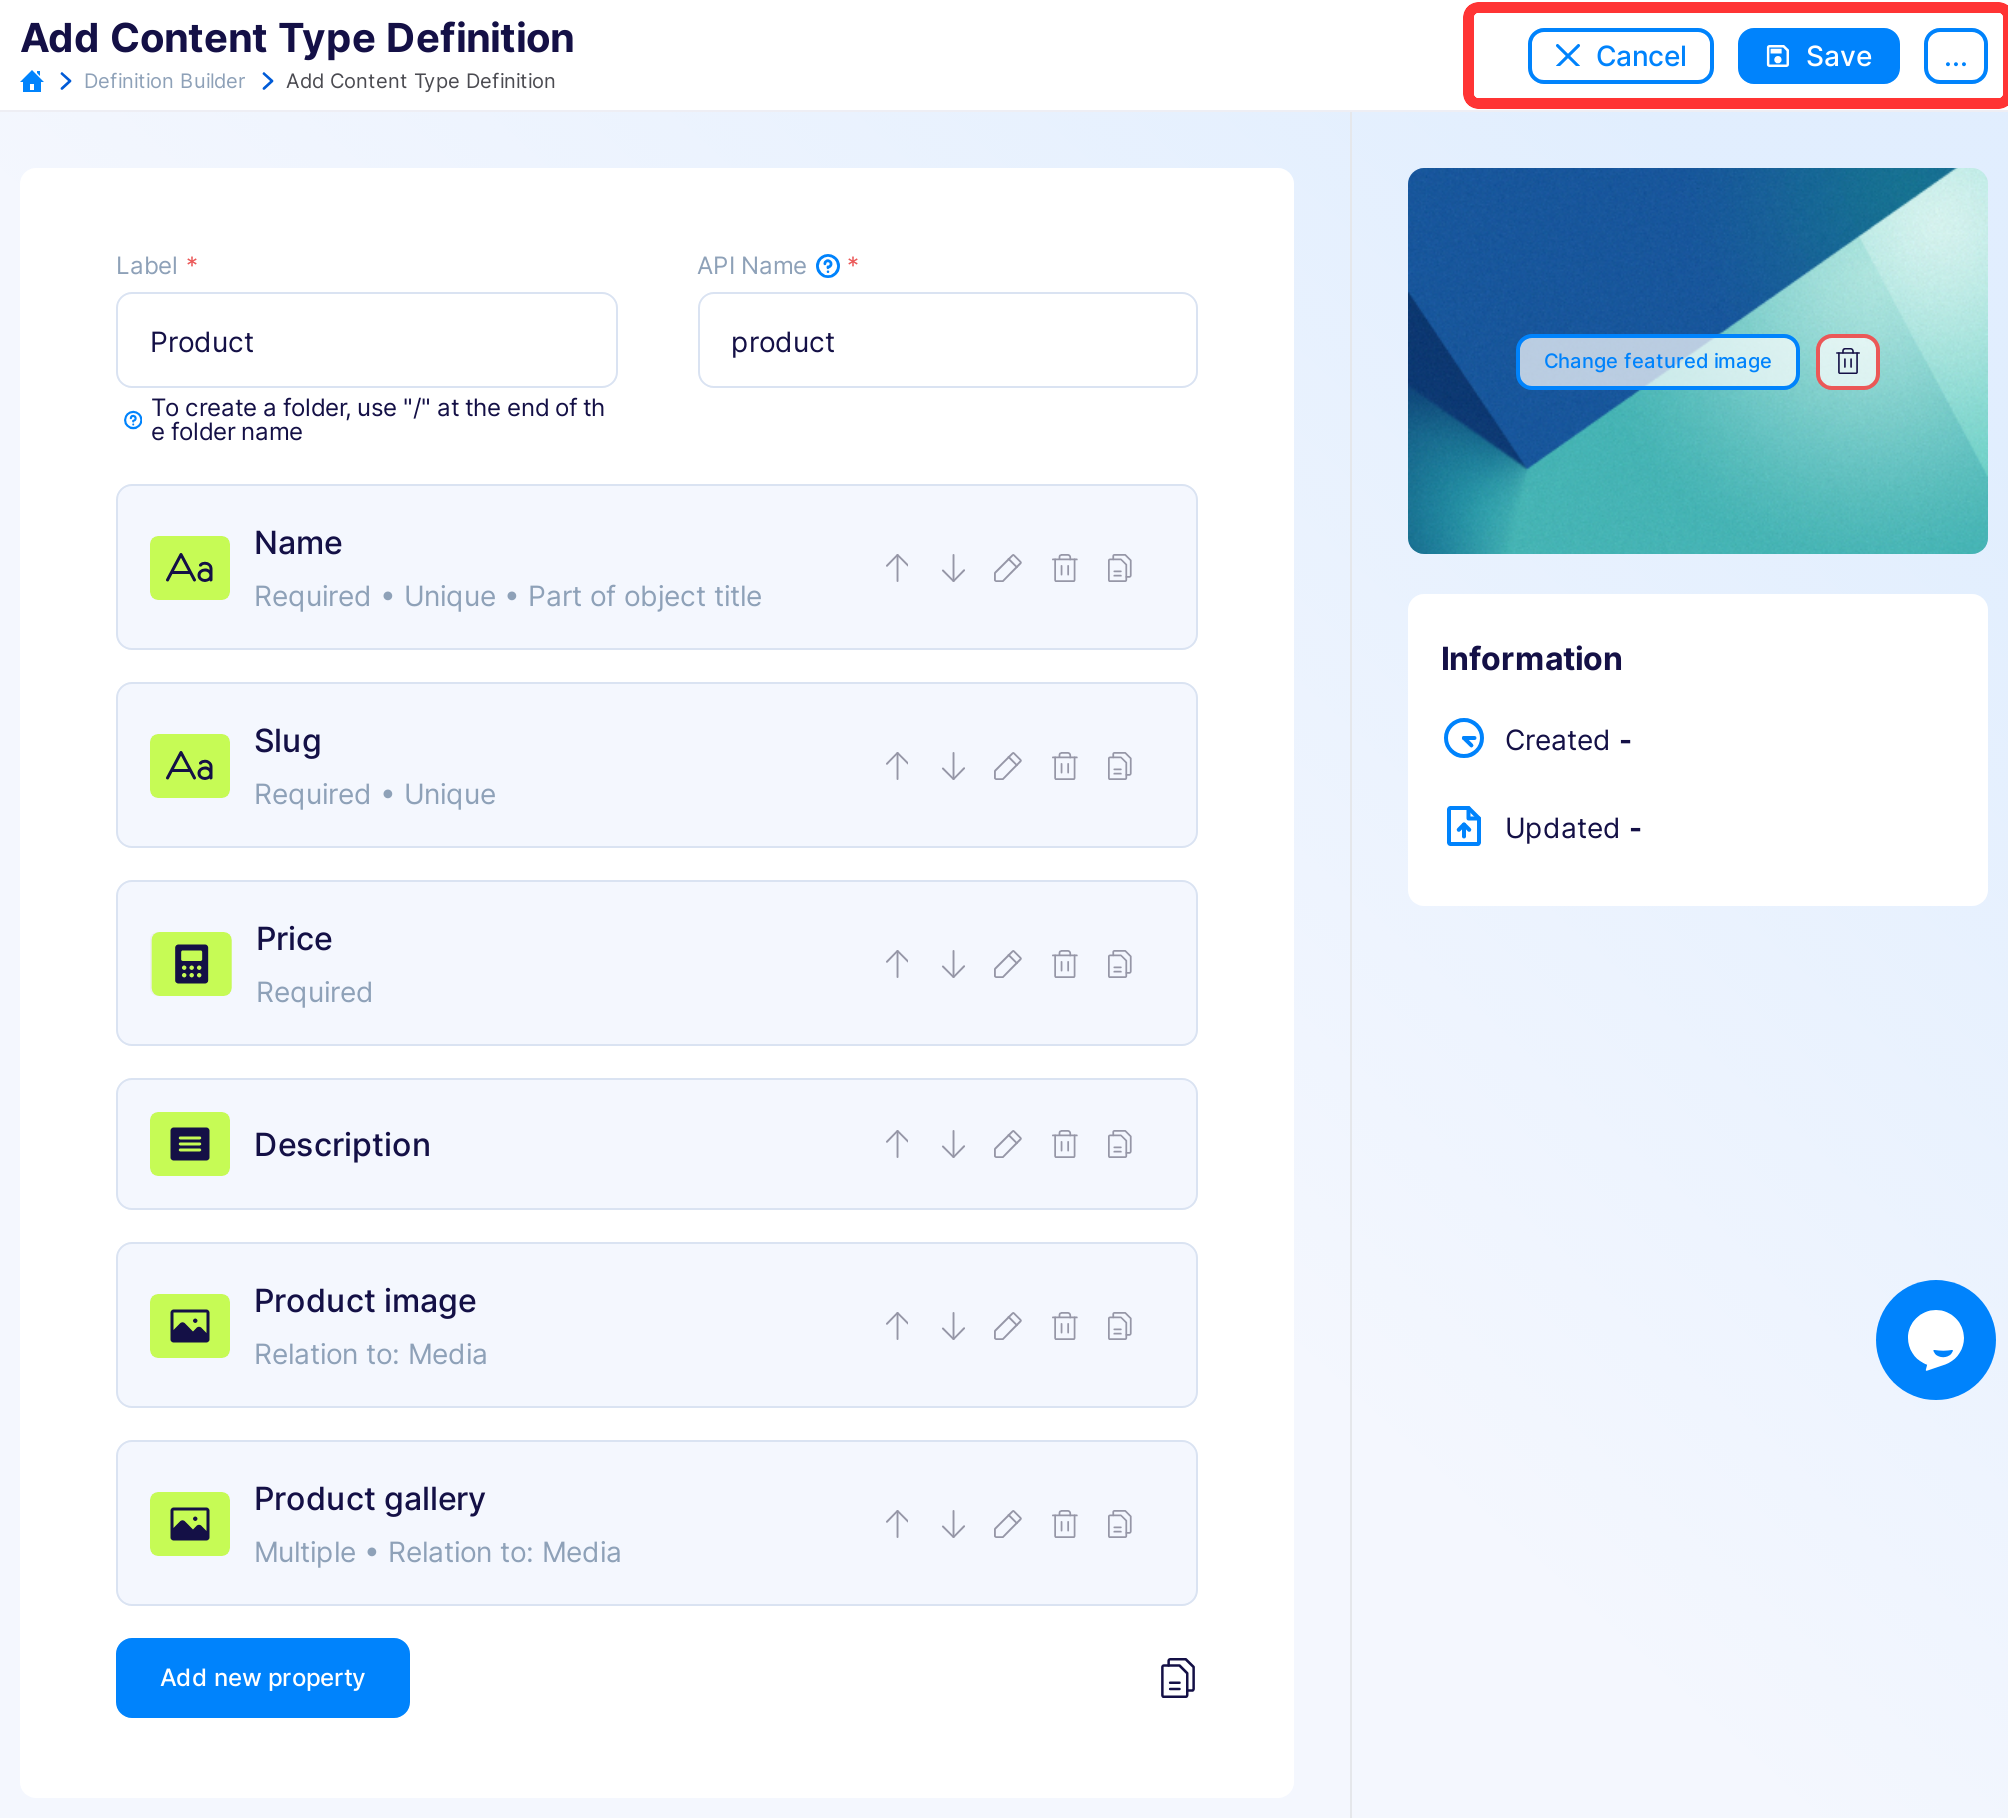 Add Content Type Definition
Cancel
Save
...
Definition Builder
Add Content Type Definition
Label *
API Name ? *
Product
product
? To create a folder, use "/" at the end of th
e folder name
Change featured image
Aa
Name
Required • Unique • Part of object title
Information
Aa
Slug
Required • Unique
Created -
Updated -
Price
Required
Description
Product image
Relation to: Media
Product gallery
Multiple • Relation to: Media
Add new property